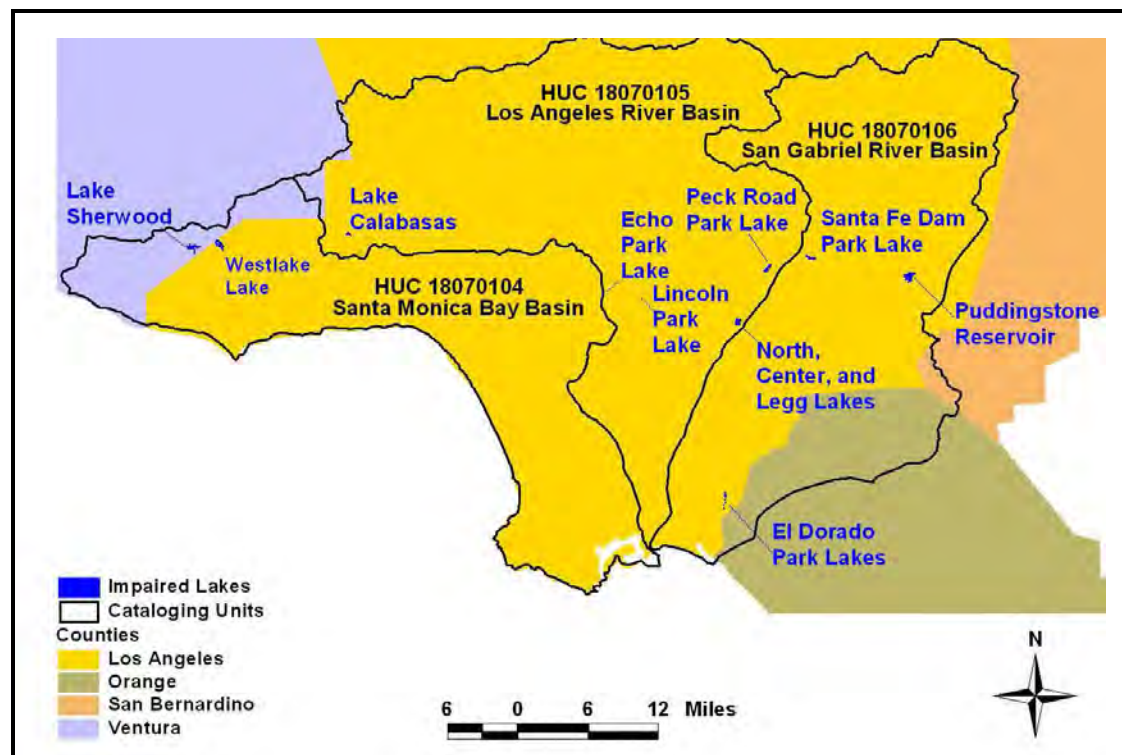 HUC 18070105
Los Angeles River Basin
HUC 18070106
San Gabriel River Basin
Lake
Sherwood
Lake
Calabasas
Echo
Park
Lake
Peck Road
Park Lake
Santa Fe Dam
Park Lake
Westlake
Lake
HUC 18070104
Santa Monica Bay Basin
Lincoln
Park
Lake
Puddingstone
Reservoir
North,
Center, and
Legg Lakes
El Dorado
Park Lakes
Impaired Lakes
Cataloging Units
Counties
Los Angeles
Orange
San Bernardino
Ventura
6 0 6 12 Miles
N